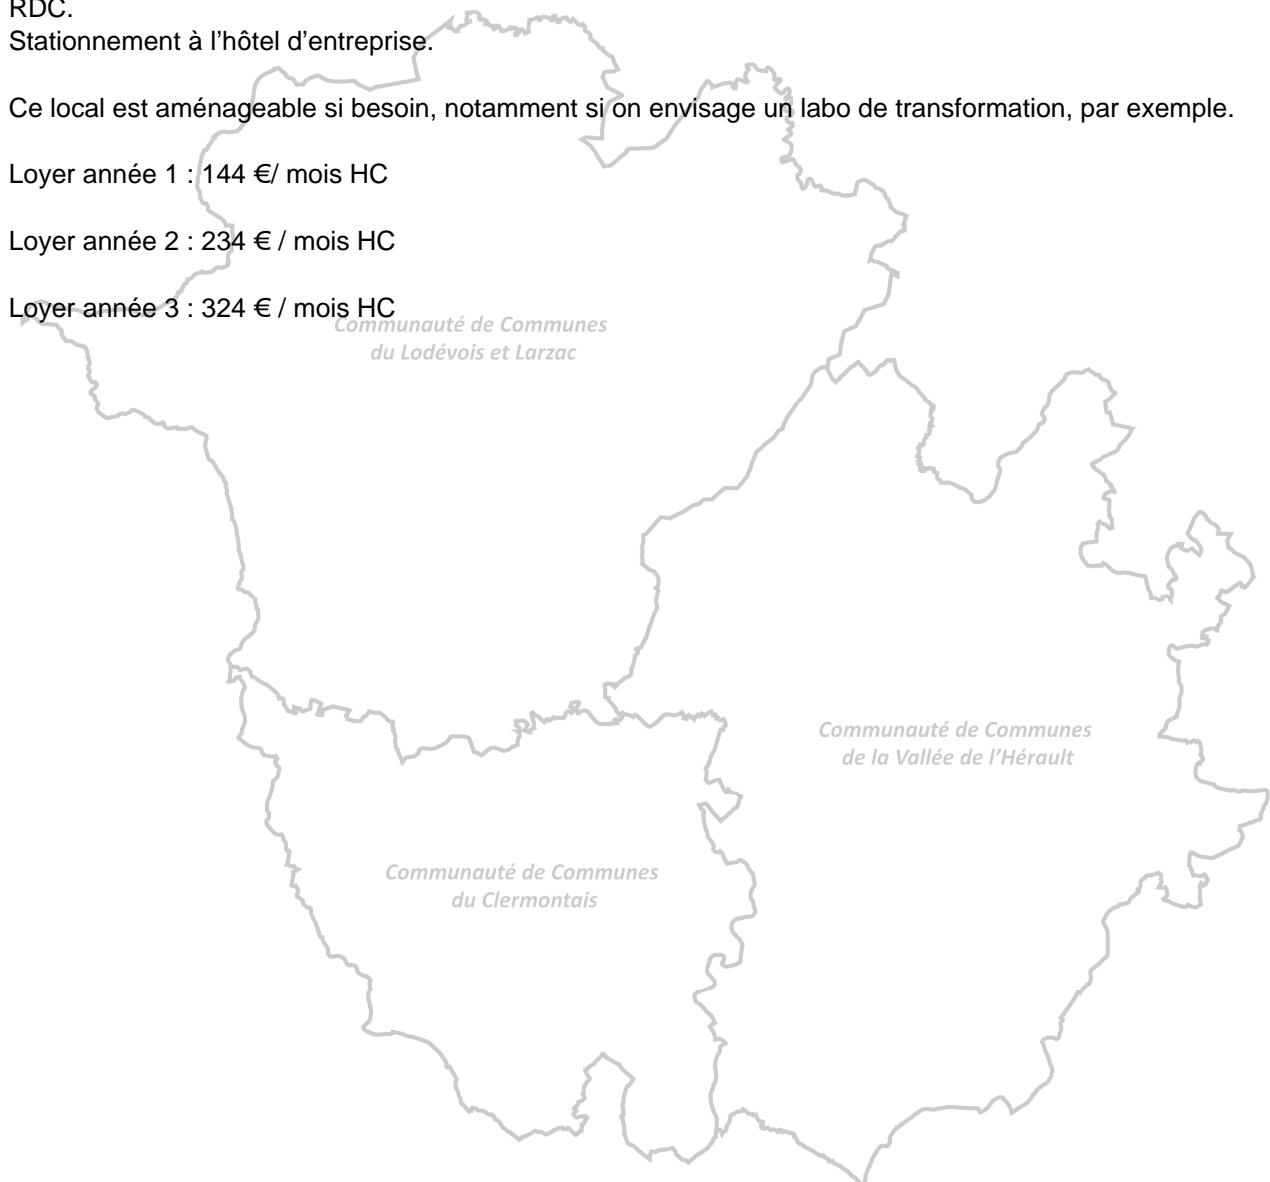 RDC.
Stationnement à l’hôtel d’entreprise.
Ce local est aménageable si besoin, notamment si on envisage un labo de transformation, par exemple.
Loyer année 1 : 144 €/ mois HC
Loyer année 2 : 234 € / mois HC
Loyer année 3 : 324 € / mois HC
Communauté de Communes
du Lodévois et Larzac
Communauté de Communes
de la Vallée de l’Hérault
Communauté de Communes
du Clermontais